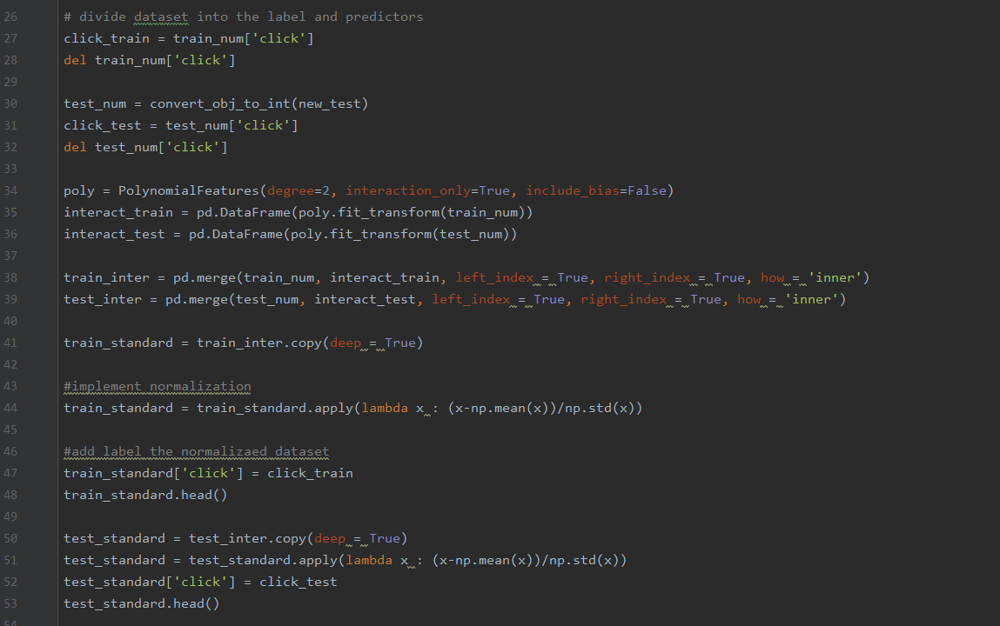 26 # divide dataset into the label and predictors
27 click_train = train_num['click']
28 del train_num['click']
29
30 test_num = convert_obj_to_int(new_test)
31 click_test = test_num['click']
32 del test_num['click']
33
34 poly = PolynomialFeatures(degree=2, interaction_only=True, include_bias=False)
35 interact_train = pd.DataFrame(poly.fit_transform(train_num))
36 interact_test = pd.DataFrame(poly.fit_transform(test_num))
37
38 train_inter = pd.merge(train_num, interact_train, left_index = True, right_index = True, how = 'inner')
39 test_inter = pd.merge(test_num, interact_test, left_index = True, right_index = True, how = 'inner')
40
41 train_standard = train_inter.copy(deep = True)
42
43 #implement normalization
44 train_standard = train_standard.apply(lambda x : (x-np.mean(x))/np.std(x))
45
46 #add label the normalizaed dataset
47 train_standard['click'] = click_train
48 train_standard.head()
49
50 test_standard = test_inter.copy(deep = True)
51 test_standard = test_standard.apply(lambda x : (x-np.mean(x))/np.std(x))
52 test_standard['click'] = click_test
53 test_standard.head()
54